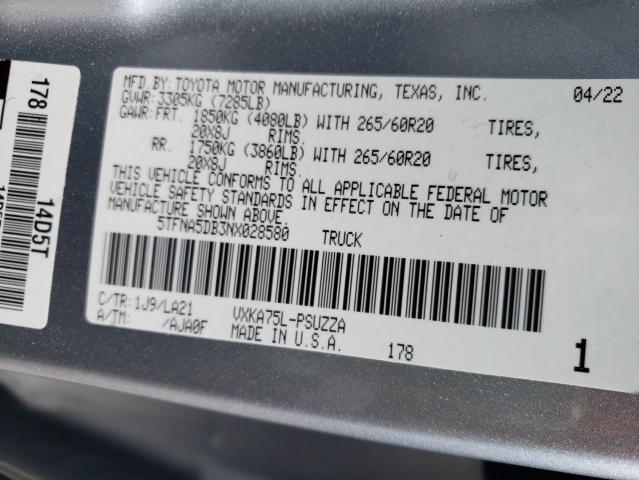 MFD.BY:TOYOTA MOTOR MANUFACTURING, TEXAS, INC. 04/22
GVWR:3305KG (7285LB)
GAWR:FRT. 1850KG (4080LB) WITH 265/60R20 TIRES,
20X8J RIMS.
RR. 1750KG (3860LB) WITH 265/60R20 TIRES,
20X8J RIMS.
THIS VEHICLE CONFORMS TO ALL APPLICABLE FEDERAL MOTOR
VEHICLE SAFETY STANDARDS IN EFFECT ON THE DATE OF
MANUFACTURE SHOWN ABOVE.
5TFNA5DB3NX028580 TRUCK
C/TR:1J9/LA21 VXKA75L-PSUZZA
A/TM: /AJA0F MADE IN U.S.A. 178 1
178
14D5T